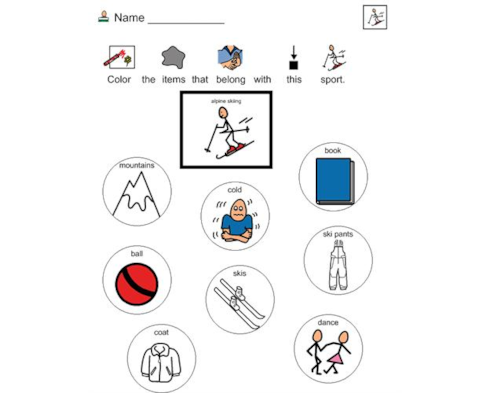 Name
Color the items that belong with this sport.
alpine skiing
mountains
cold
book
ball
skis
ski pants
coat
dance